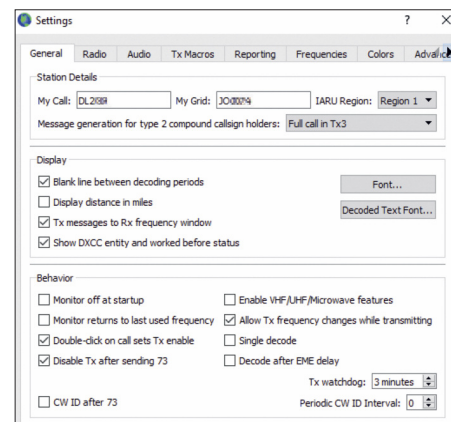 Settings ? X
General Radio Audio Tx Macros Reporting Frequencies Colors
Station Details
My Call: My Grid: IARU Region: Region 1
Message generation for type 2 compound callsign holders: Full call in Tx3
Display
Blank line between decoding periods Font...
Display distance in miles
Decoded Text Font...
Tx messages to Rx frequency window
Show DXCC entity and worked before status
Behavior
Monitor off at startup Enable VHF/UHF/Microwave features
Monitor returns to last used frequency Allow Tx frequency changes while transmitting
Double-click on call sets Tx enable Single decode
Disable Tx after sending 73 Decode after EME delay
Tx watchdog: 3 minutes
CW ID after 73 Periodic CW ID Interval: 0